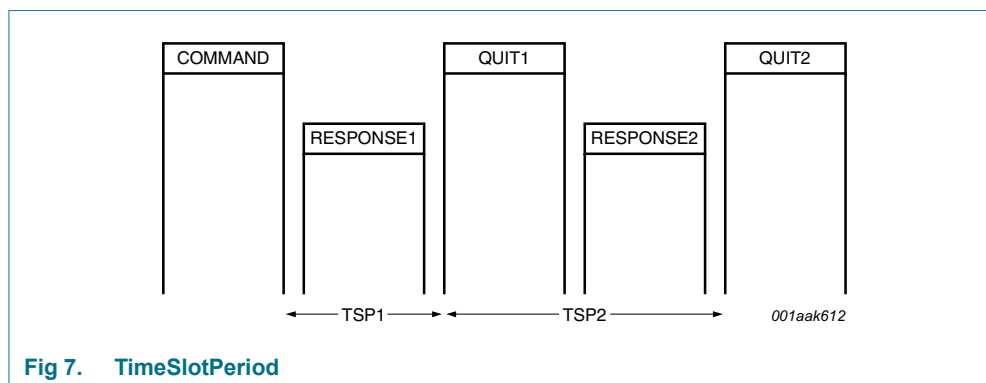 COMMAND
QUIT1
QUIT2
RESPONSE1
RESPONSE2
TSP1
TSP2
001aak612
Fig 7. TimeSlotPeriod